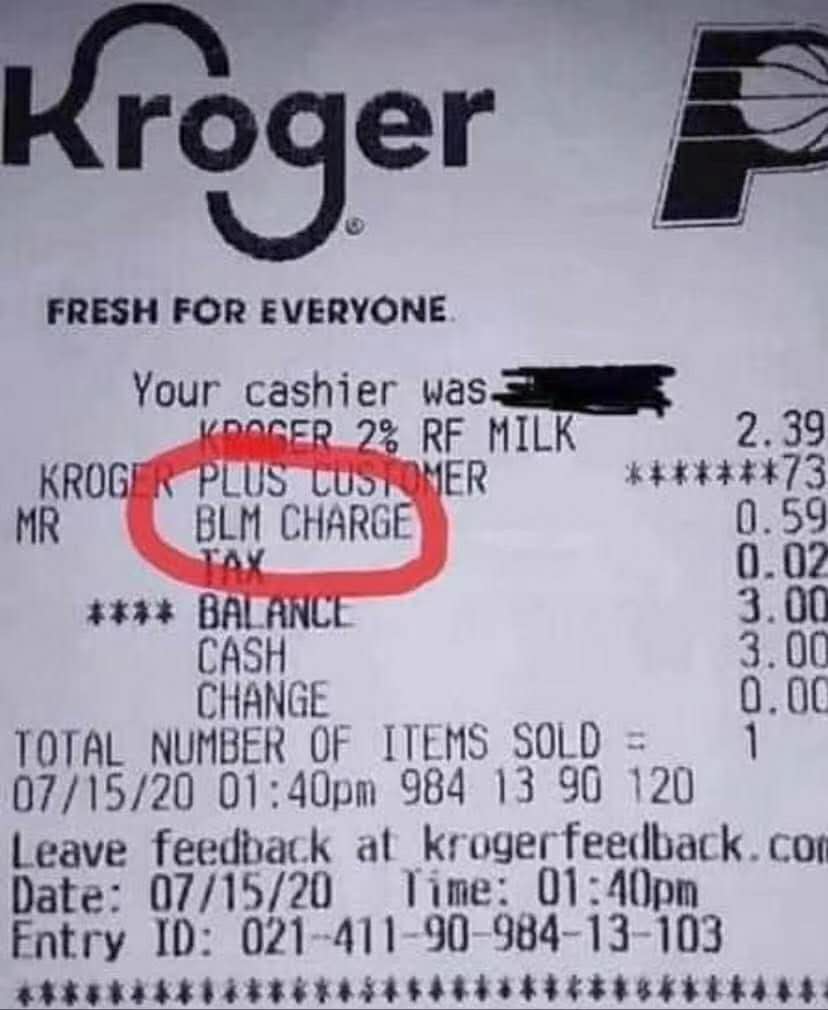 Kroger®
P
FRESH FOR EVERYONE.
Your cashier was
KROGER 2% RF MILK 2.39
KROGER PLUS CUSTOMER *******73
MR BLM CHARGE 0.59
TAX 0.02
**** BALANCE 3.00
CASH 3.00
CHANGE 0.00
TOTAL NUMBER OF ITEMS SOLD = 1
07/15/20 01:40pm 984 13 90 120
Leave feedback at krogerfeedback.com
Date: 07/15/20 Time: 01:40pm
Entry ID: 021-411-90-984-13-103
************************************